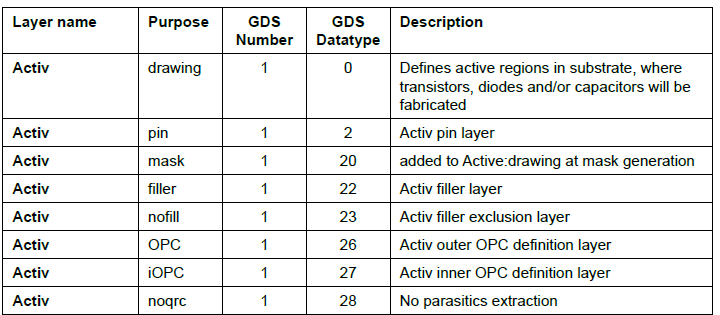 Layer name Purpose GDS Number GDS Datatype Description
Activ drawing 1 0 Defines active regions in substrate, where
transistors, diodes and/or capacitors will be
fabricated
Activ pin 1 2 Activ pin layer
Activ mask 1 20 added to Active:drawing at mask generation
Activ filler 1 22 Activ filler layer
Activ nofill 1 23 Activ filler exclusion layer
Activ OPC 1 26 Activ outer OPC definition layer
Activ iOPC 1 27 Activ inner OPC definition layer
Activ noqrc 1 28 No parasitics extraction